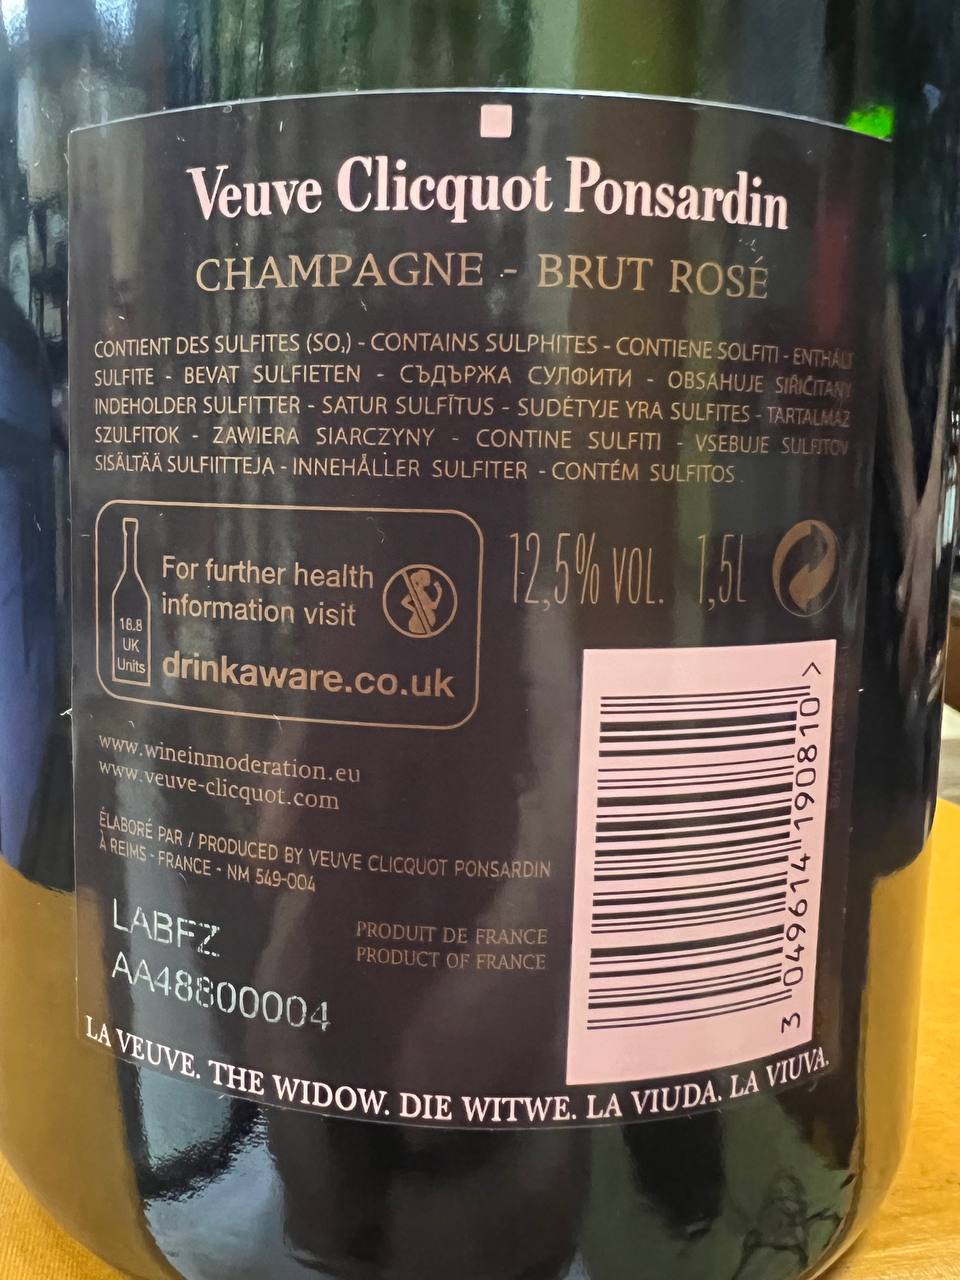 Veuve Clicquot Ponsardin
CHAMPAGNE - BRUT ROSÉ
CONTIENT DES SULFITES (SO₂) - CONTAINS SULPHITES - CONTIENE SOLFITI - ENTHÄLT
SULFITE - BEVAT SULFIETEN - СЪДЪРЖА СУЛФИТИ - OBSAHUJE SIŘIČITANY
INDEHOLDER SULFITTER - SATUR SULFĪTUS - SUDĖTYJE YRA SULFITES - TARTALMAZ
SZULFITOK - ZAWIERA SIARCZYNY - CONTINE SULFITI - VSEBUJE SULFITOV
SISÄLTÄÄ SULFIITTEJA - INNEHÅLLER SULFITER - CONTÉM SULFITOS
18.8
UK
Units
For further health
information visit
drinkaware.co.uk
12,5% VOL. 1,5L
www.wineinmoderation.eu
www.veuve-clicquot.com
ÉLABORÉ PAR / PRODUCED BY VEUVE CLICQUOT PONSARDIN
À REIMS - FRANCE - NM 549-004
LABFZ
AA48800004
PRODUIT DE FRANCE
PRODUCT OF FRANCE
3 049614 190810 >
LA VEUVE. THE WIDOW. DIE WITWE. LA VIUDA. LA VIUVA.